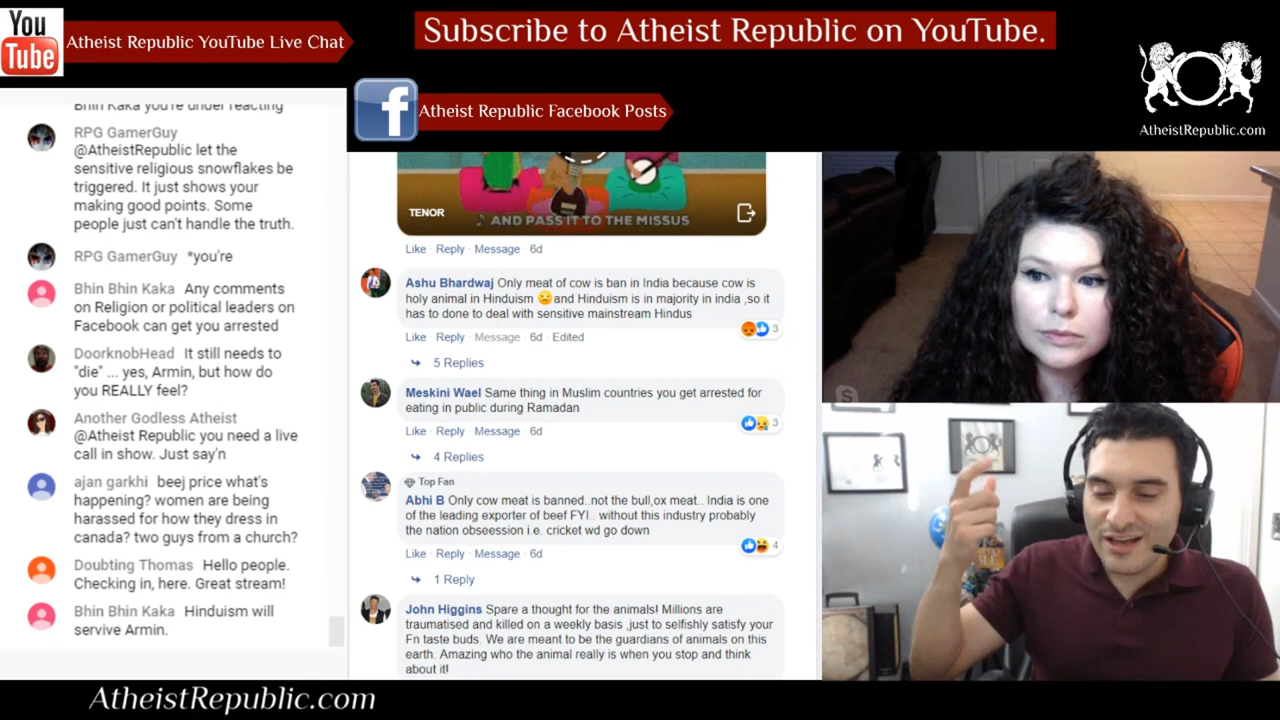 You
Tube
Atheist Republic YouTube Live Chat
Subscribe to Atheist Republic on YouTube.
AtheistRepublic.com
f
Atheist Republic Facebook Posts
Bhin Kaka you're under reacting
RPG GamerGuy
@AtheistRepublic let the
sensitive religious snowflakes be
triggered. It just shows your
making good points. Some
people just can't handle the truth.
RPG GamerGuy *you're
Bhin Bhin Kaka Any comments
on Religion or political leaders on
Facebook can get you arrested
DoorknobHead It still needs to
"die" ... yes, Armin, but how do
you REALLY feel?
Another Godless Atheist
@Atheist Republic you need a live
call in show. Just say'n
ajan garkhi beej price what's
happening? women are being
harassed for how they dress in
canada? two guys from a church?
Doubting Thomas Hello people.
Checking in, here. Great stream!
Bhin Bhin Kaka Hinduism will
servive Armin.
TENOR
♪ AND PASS IT TO THE MISSUS
Like · Reply · Message · 6d
Ashu Bhardwaj Only meat of cow is ban in India because cow is
holy animal in Hinduism 😔and Hinduism is in majority in india ,so it
has to done to deal with sensitive mainstream Hindus
3
Like · Reply · Message · 6d · Edited
5 Replies
Meskini Wael Same thing in Muslim countries you get arrested for
eating in public during Ramadan
3
Like · Reply · Message · 6d
4 Replies
Top Fan
Abhi B Only cow meat is banned..not the bull,ox meat.. India is one
of the leading exporter of beef FYI.. without this industry probably
the nation obseession i.e. cricket wd go down
4
Like · Reply · Message · 6d
1 Reply
John Higgins Spare a thought for the animals! Millions are
traumatised and killed on a weekly basis ,just to selfishly satisfy your
Fn taste buds. We are meant to be the guardians of animals on this
earth. Amazing who the animal really is when you stop and think
about it!
AtheistRepublic.com